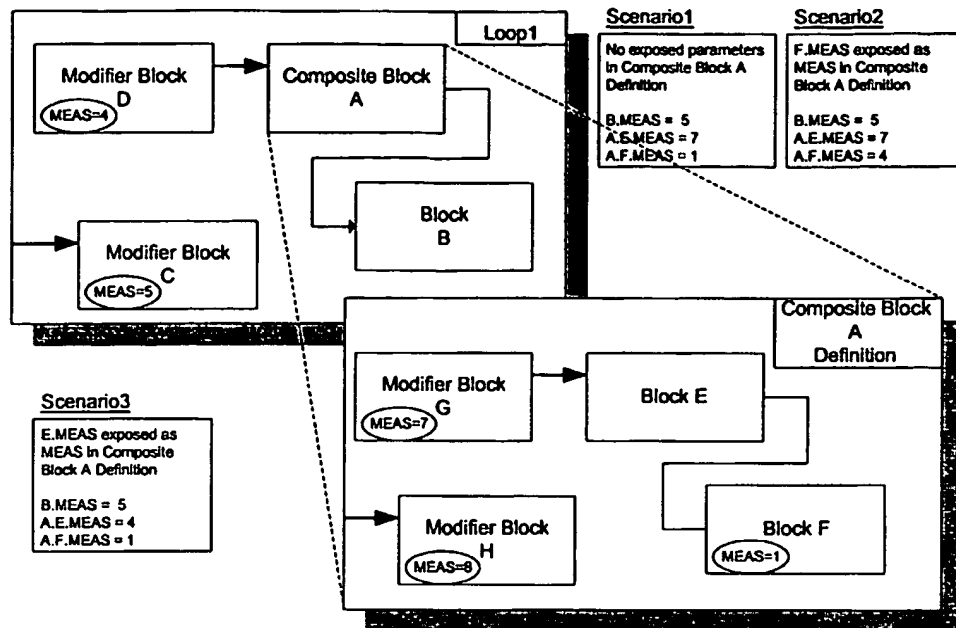 Loop1
Modifier Block
D
MEAS=4
Composite Block
A
Block
B
Modifier Block
C
MEAS=5
Scenario1
No exposed parameters
in Composite Block A
Definition
B.MEAS = 5
A.E.MEAS = 7
A.F.MEAS = 1
Scenario2
F.MEAS exposed as
MEAS in Composite
Block A Definition
B.MEAS = 5
A.E.MEAS = 7
A.F.MEAS = 4
Composite Block
A
Definition
Modifier Block
G
MEAS=7
Block E
Modifier Block
H
MEAS=8
Block F
MEAS=1
Scenario3
E.MEAS exposed as
MEAS in Composite
Block A Definition
B.MEAS = 5
A.E.MEAS = 4
A.F.MEAS = 1